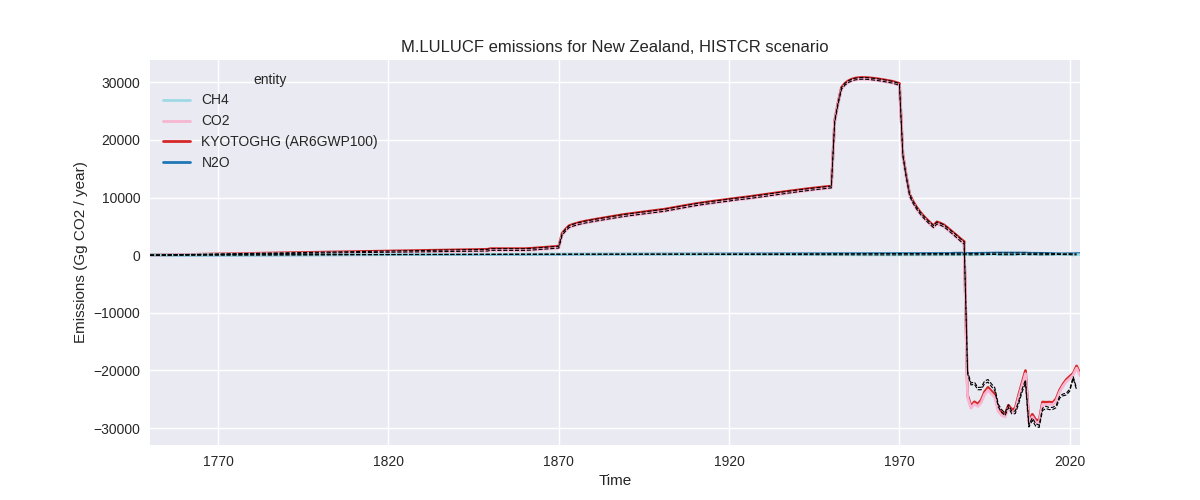 M.LULUCF emissions for New Zealand, HISTCR scenario
Emissions (Gg CO2 / year)
30000
20000
10000
0
−10000
−20000
−30000
entity
CH4
CO2
KYOTOGHG (AR6GWP100)
N2O
1770
1820
1870
1920
1970
2020
Time